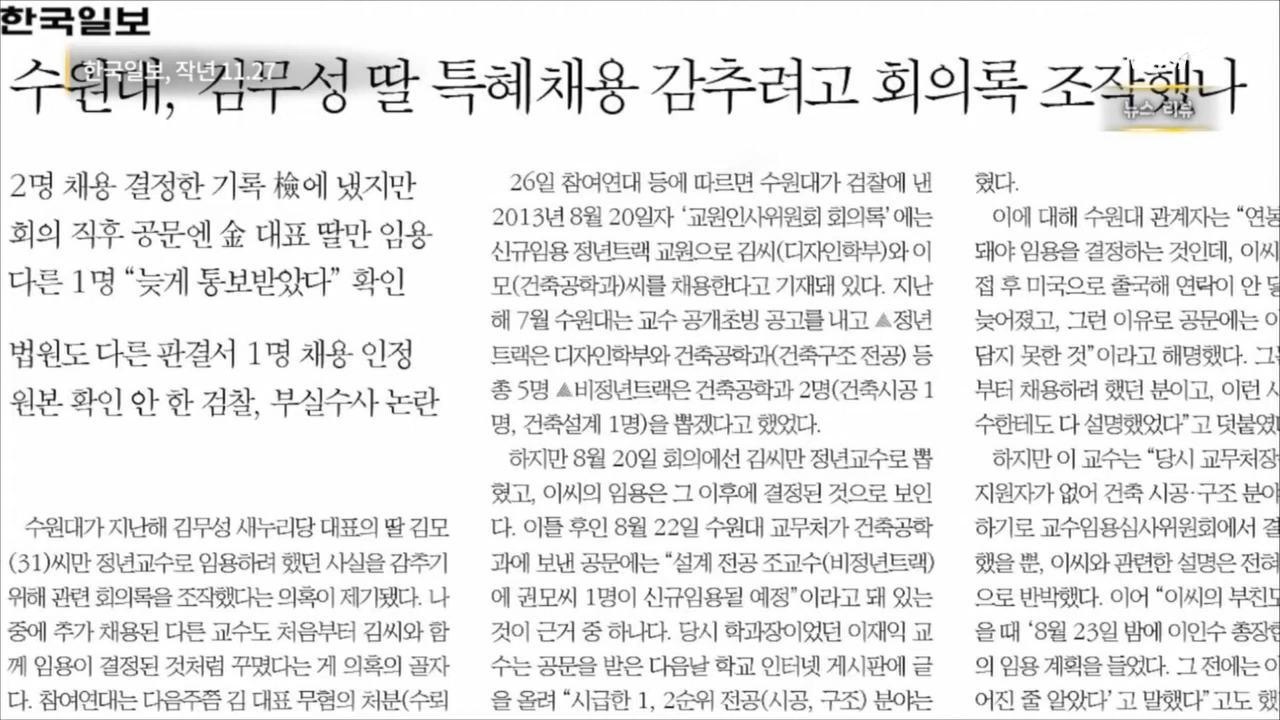 한국일보
수원대, 김무성 딸 특혜채용 감추려고 회의록 조작했나
한국일보, 작년 11.27
뉴스 리뷰
2명 채용 결정한 기록 檢에 냈지만
회의 직후 공문엔 金 대표 딸만 임용
다른 1명 “늦게 통보받았다” 확인
법원도 다른 판결서 1명 채용 인정
원본 확인 안 한 검찰, 부실수사 논란
수원대가 지난해 김무성 새누리당 대표의 딸 김모
(31)씨만 정년교수로 임용하려 했던 사실을 감추기
위해 관련 회의록을 조작했다는 의혹이 제기됐다. 나
중에 추가 채용된 다른 교수도 처음부터 김씨와 함
께 임용이 결정된 것처럼 꾸몄다는 게 의혹의 골자
다. 참여연대는 다음주쯤 김 대표 무혐의 처분(수뢰
26일 참여연대 등에 따르면 수원대가 검찰에 낸
2013년 8월 20일자 ‘교원인사위원회 회의록’에는
신규임용 정년트랙 교원으로 김씨(디자인학부)와 이
모(건축공학과)씨를 채용한다고 기재돼 있다. 지난
해 7월 수원대는 교수 공개초빙 공고를 내고 ▲정년
트랙은 디자인학부와 건축공학과(건축구조 전공) 등
총 5명 ▲비정년트랙은 건축공학과 2명(건축시공 1
명, 건축설계 1명)을 뽑겠다고 했었다.
하지만 8월 20일 회의에선 김씨만 정년교수로 뽑
혔고, 이씨의 임용은 그 이후에 결정된 것으로 보인
다. 이틀 후인 8월 22일 수원대 교무처가 건축공학
과에 보낸 공문에는 “설계 전공 조교수(비정년트랙)
에 권모씨 1명이 신규임용될 예정”이라고 돼 있는
것이 근거 중 하나다. 당시 학과장이었던 이재익 교
수는 공문을 받은 다음날 학교 인터넷 게시판에 글
을 올려 “시급한 1, 2순위 전공(시공, 구조) 분야는
혔다.
이에 대해 수원대 관계자는 “연봉
돼야 임용을 결정하는 것인데, 이씨
접 후 미국으로 출국해 연락이 안 닿
늦어졌고, 그런 이유로 공문에는 이
담지 못한 것”이라고 해명했다. 그
부터 채용하려 했던 분이고, 이런 사
수한테도 다 설명했었다”고 덧붙였
하지만 이 교수는 “당시 교무처장
지원자가 없어 건축 시공·구조 분야
하기로 교수임용심사위원회에서 결
했을 뿐, 이씨와 관련한 설명은 전혀
으로 반박했다. 이어 “이씨의 부친도
을 때 ‘8월 23일 밤에 이인수 총장한
의 임용 계획을 들었다. 그 전에는 이
어진 줄 알았다’고 말했다”고도 했